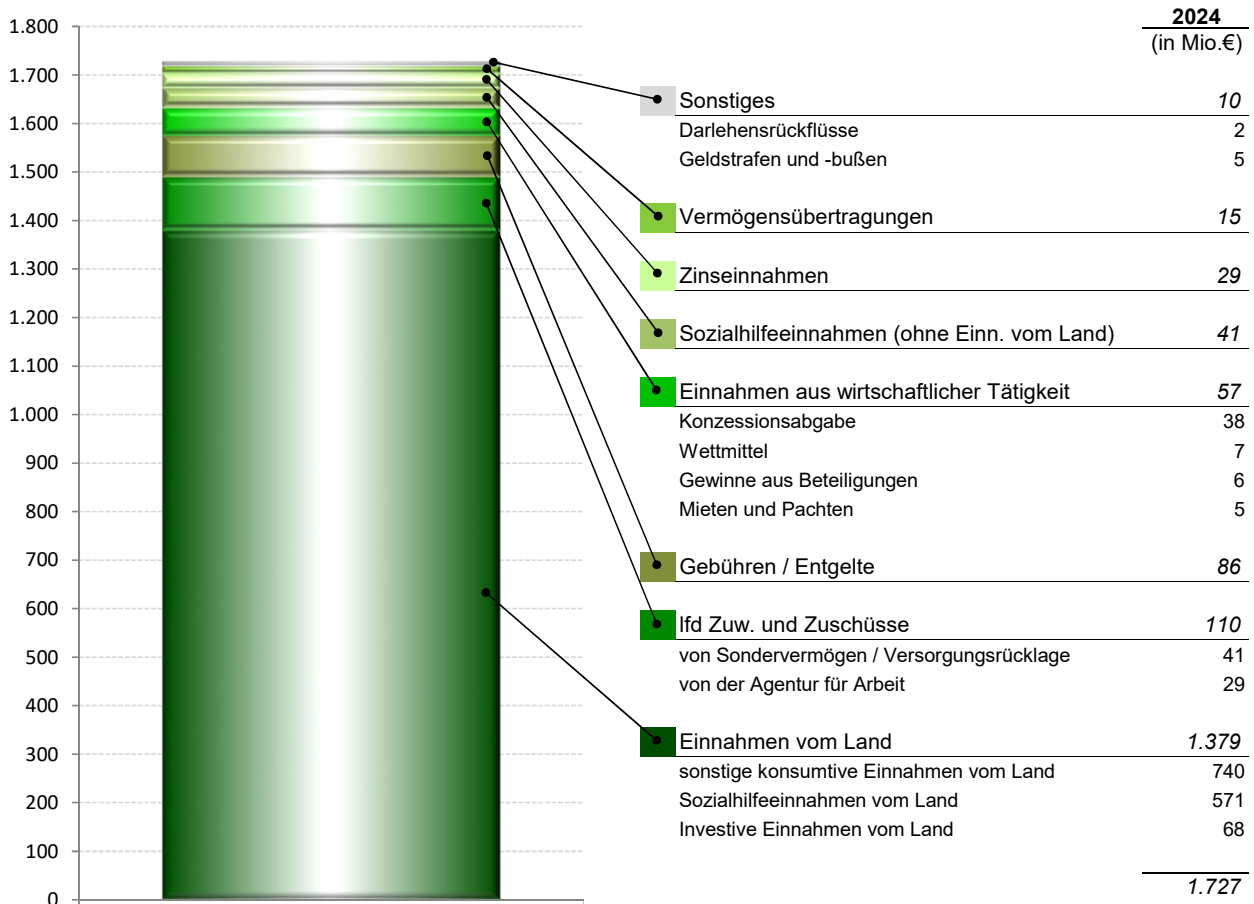 2024
(in Mio.€)
1.800
1.700
1.600
1.500
1.400
1.300
1.200
1.100
1.000
900
800
700
600
500
400
300
200
100
0
Sonstiges 10
Darlehensrückflüsse 2
Geldstrafen und -bußen 5
Vermögensübertragungen 15
Zinseinnahmen 29
Sozialhilfeeinnahmen (ohne Einn. vom Land) 41
Einnahmen aus wirtschaftlicher Tätigkeit 57
Konzessionsabgabe 38
Wettmittel 7
Gewinne aus Beteiligungen 6
Mieten und Pachten 5
Gebühren / Entgelte 86
lfd Zuw. und Zuschüsse 110
von Sondervermögen / Versorgungsrücklage 41
von der Agentur für Arbeit 29
Einnahmen vom Land 1.379
sonstige konsumtive Einnahmen vom Land 740
Sozialhilfeeinnahmen vom Land 571
Investive Einnahmen vom Land 68
1.727